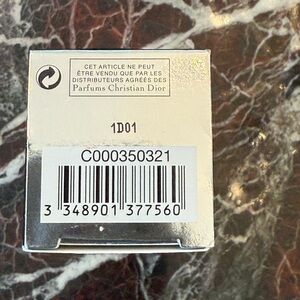 CET ARTICLE NE PEUT
ÊTRE VENDU QUE PAR LES
DISTRIBUTEURS AGRÉÉS DES
Parfums Christian Dior
1D01
C000350321
3 348901 377560